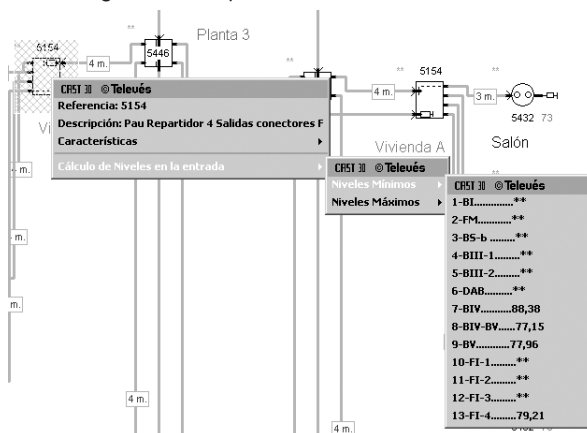 **
Planta 3
5154
5446
4 m.
**
**
5154
4 m.
3 m.
5432 73
Salón
Vivienda A
CAST 30 © Televés
Referencia: 5154
Descripción: Pau Repartidor 4 Salidas conectores F
Características
Cálculo de Niveles en la entrada
CAST 30 © Televés
Niveles Mínimos
Niveles Máximos
**
CAST 30 © Televés
1-BI.............**
2-FM............**
3-BS-b .........**
4-BIII-1.........**
5-BIII-2.........**
6-DAB..........**
7-BIV..........88,38
8-BIV-BV.....77,15
9-BV............77,96
10-FI-1.........**
11-FI-2.........**
12-FI-3.........**
13-FI-4.........79,21
m.
m.
m.
4 m.
4 m.